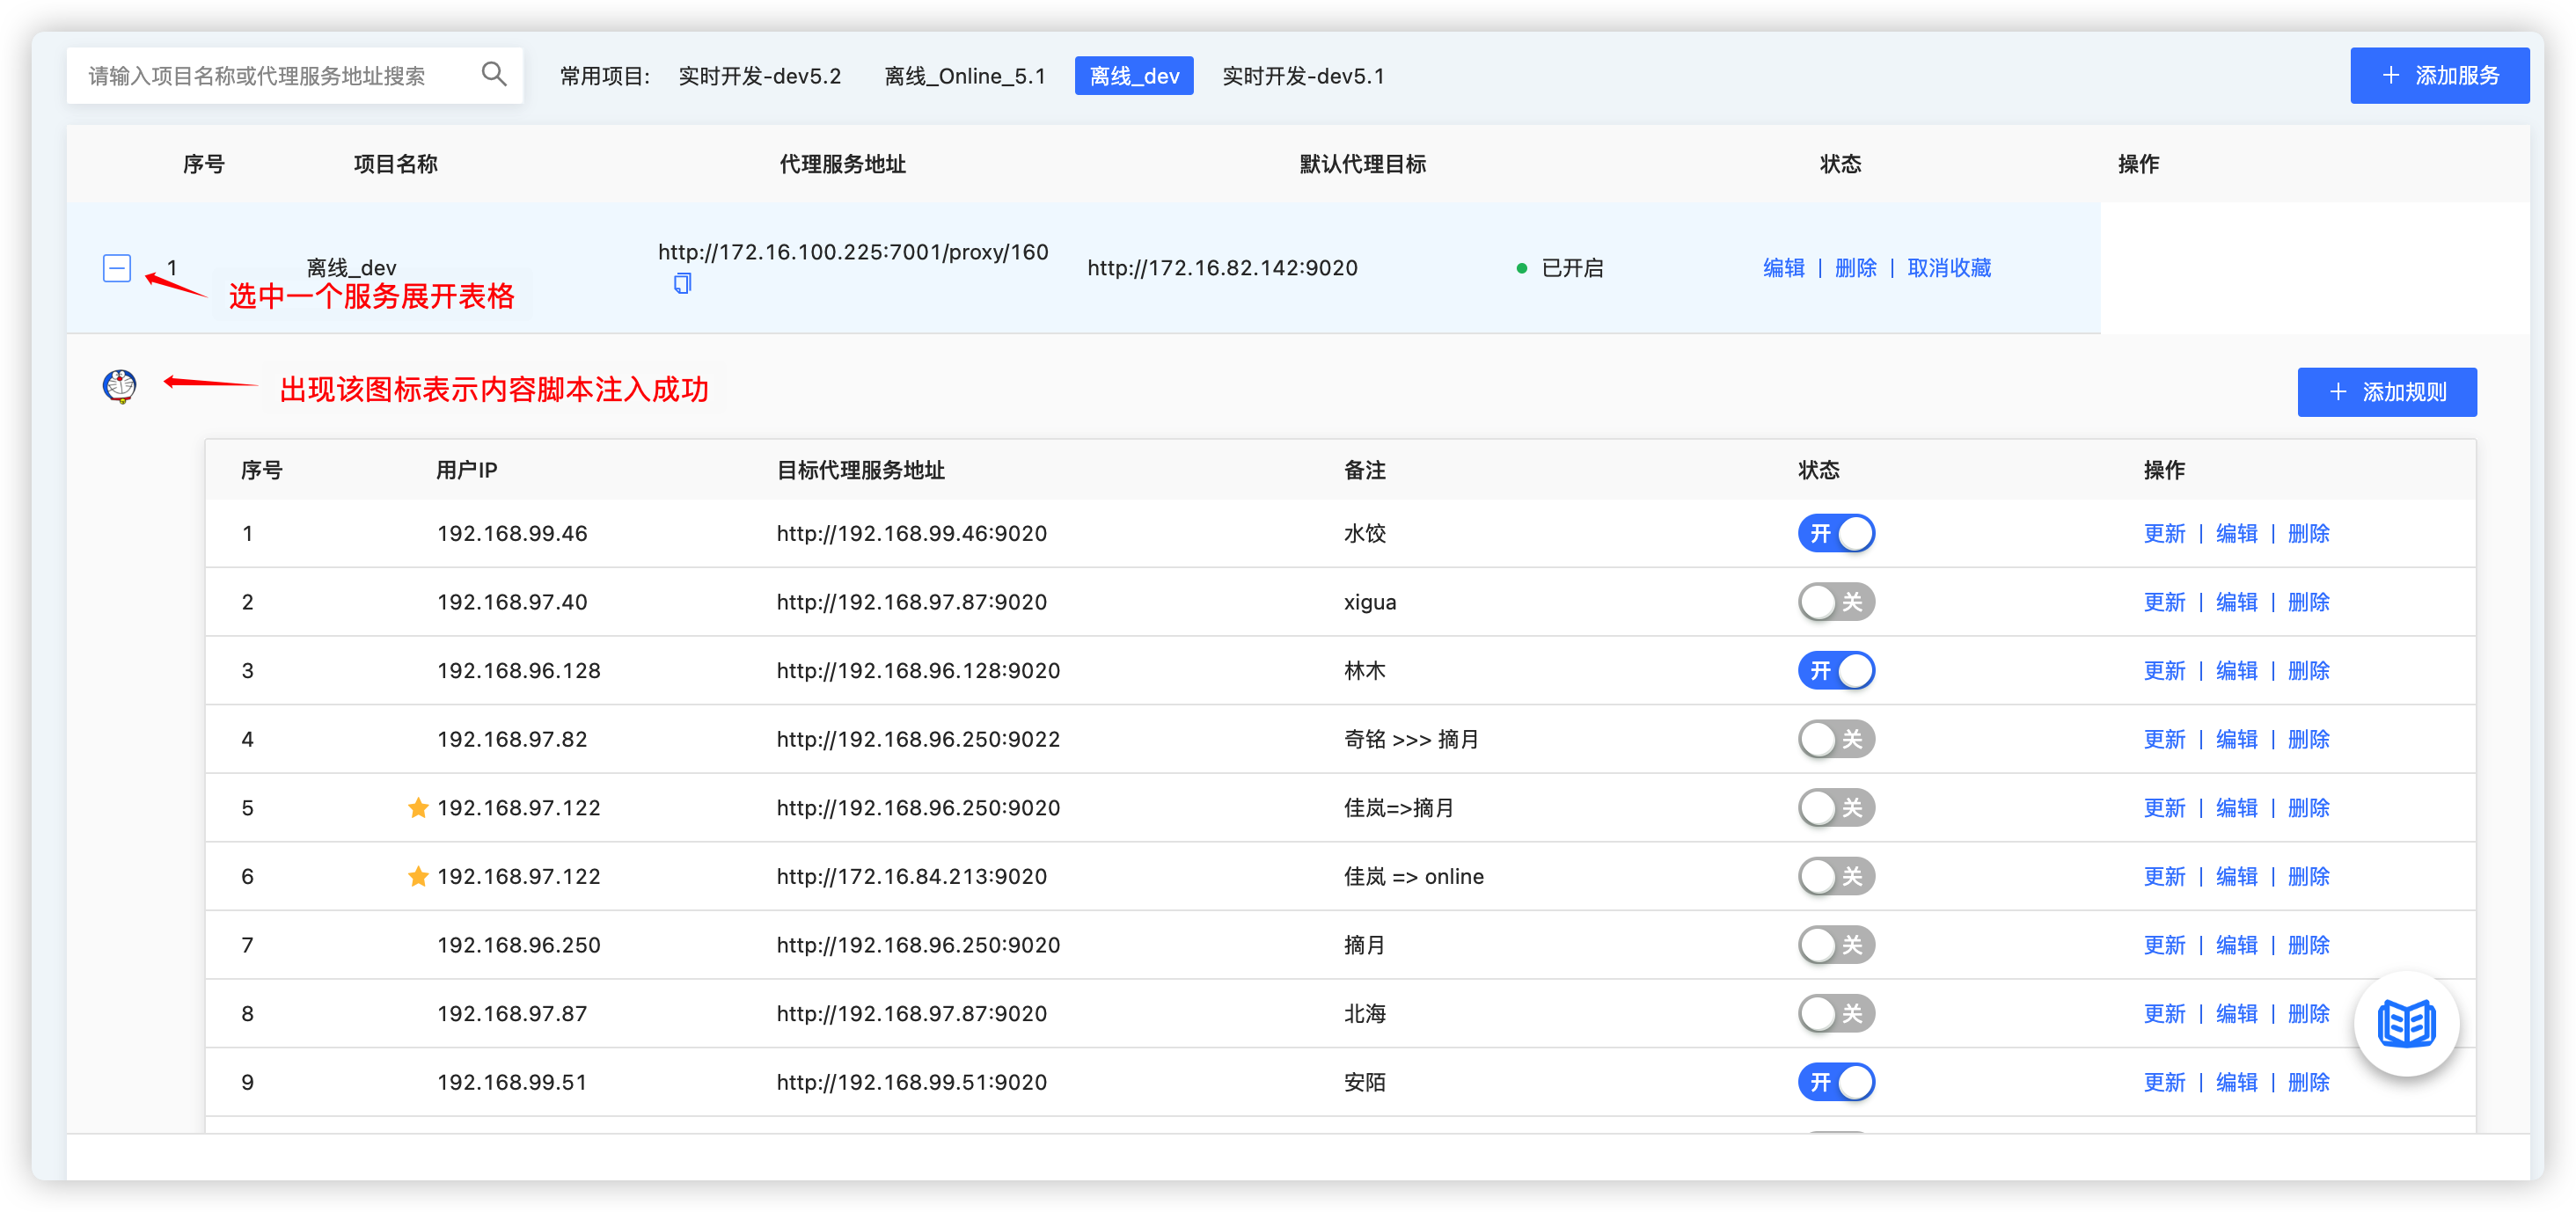 请输入项目名称或代理服务地址搜索 常用项目: 实时开发-dev5.2 离线_Online_5.1 离线_dev 实时开发-dev5.1 + 添加服务
序号 项目名称 代理服务地址 默认代理目标 状态 操作
1 离线_dev http://172.16.100.225:7001/proxy/160 http://172.16.82.142:9020 已开启 编辑 | 删除 | 取消收藏
选中一个服务展开表格
出现该图标表示内容脚本注入成功 + 添加规则
序号 用户IP 目标代理服务地址 备注 状态 操作
1 192.168.99.46 http://192.168.99.46:9020 水饺 开 更新 | 编辑 | 删除
2 192.168.97.40 http://192.168.97.87:9020 xigua 关 更新 | 编辑 | 删除
3 192.168.96.128 http://192.168.96.128:9020 林木 开 更新 | 编辑 | 删除
4 192.168.97.82 http://192.168.96.250:9022 奇铭 >>> 摘月 关 更新 | 编辑 | 删除
5 192.168.97.122 http://192.168.96.250:9020 佳岚=>摘月 关 更新 | 编辑 | 删除
6 192.168.97.122 http://172.16.84.213:9020 佳岚 => online 关 更新 | 编辑 | 删除
7 192.168.96.250 http://192.168.96.250:9020 摘月 关 更新 | 编辑 | 删除
8 192.168.97.87 http://192.168.97.87:9020 北海 关 更新 | 编辑 | 删除
9 192.168.99.51 http://192.168.99.51:9020 安陌 开 更新 | 编辑 | 删除